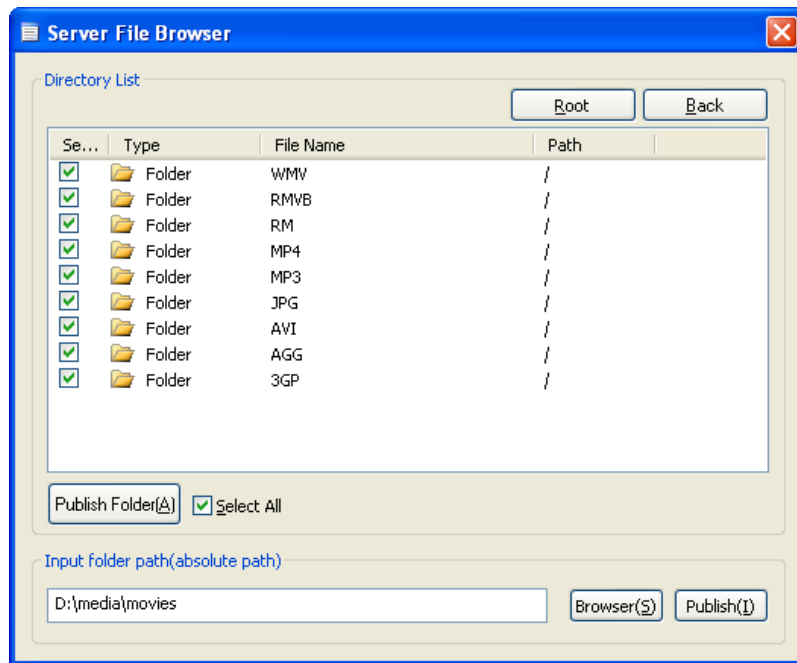 Server File Browser
Directory List
Root Back
Se... Type File Name Path
Folder WMV /
Folder RMVB /
Folder RM /
Folder MP4 /
Folder MP3 /
Folder JPG /
Folder AVI /
Folder AGG /
Folder 3GP /
Publish Folder(A) Select All
Input folder path(absolute path)
D:\media\movies Browser(S) Publish(I)